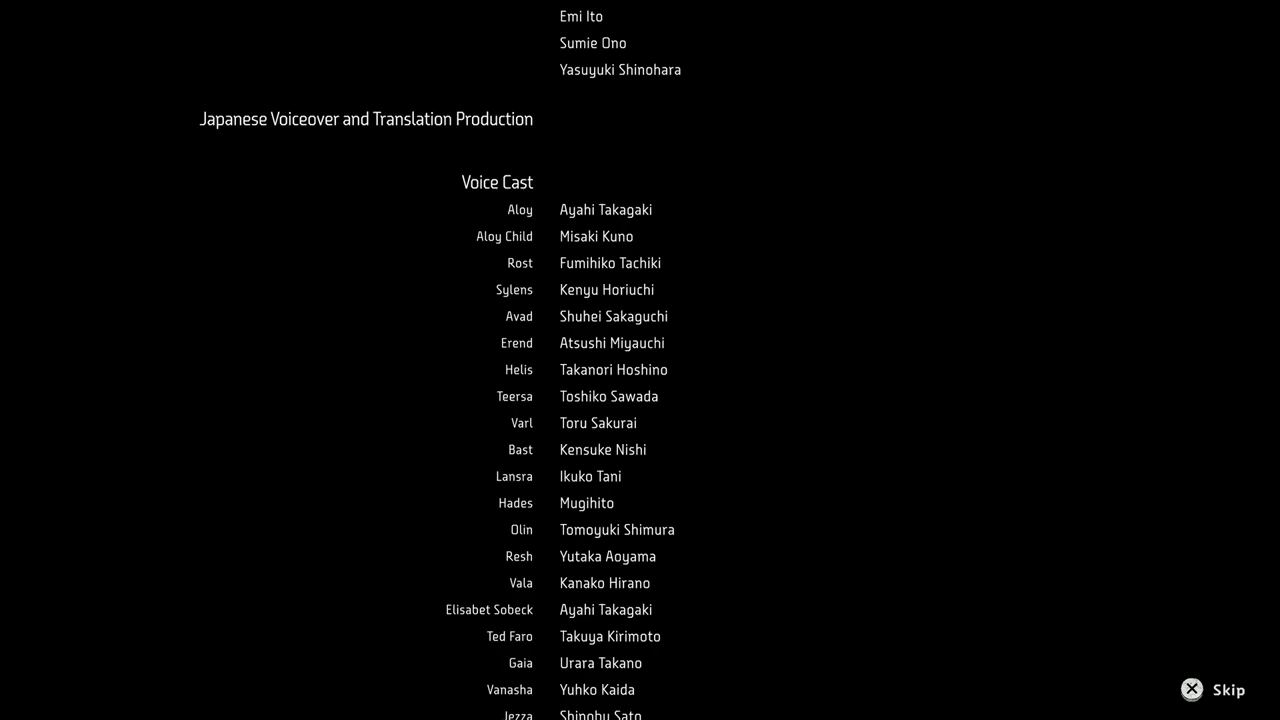 Emi Ito
Sumie Ono
Yasuyuki Shinohara
Japanese Voiceover and Translation Production
Voice Cast
Aloy Ayahi Takagaki
Aloy Child Misaki Kuno
Rost Fumihiko Tachiki
Sylens Kenyu Horiuchi
Avad Shuhei Sakaguchi
Erend Atsushi Miyauchi
Helis Takanori Hoshino
Teersa Toshiko Sawada
Varl Toru Sakurai
Bast Kensuke Nishi
Lansra Ikuko Tani
Hades Mugihito
Olin Tomoyuki Shimura
Resh Yutaka Aoyama
Vala Kanako Hirano
Elisabet Sobeck Ayahi Takagaki
Ted Faro Takuya Kirimoto
Gaia Urara Takano
Vanasha Yuhko Kaida
Jezza Shinobu Sato
Skip